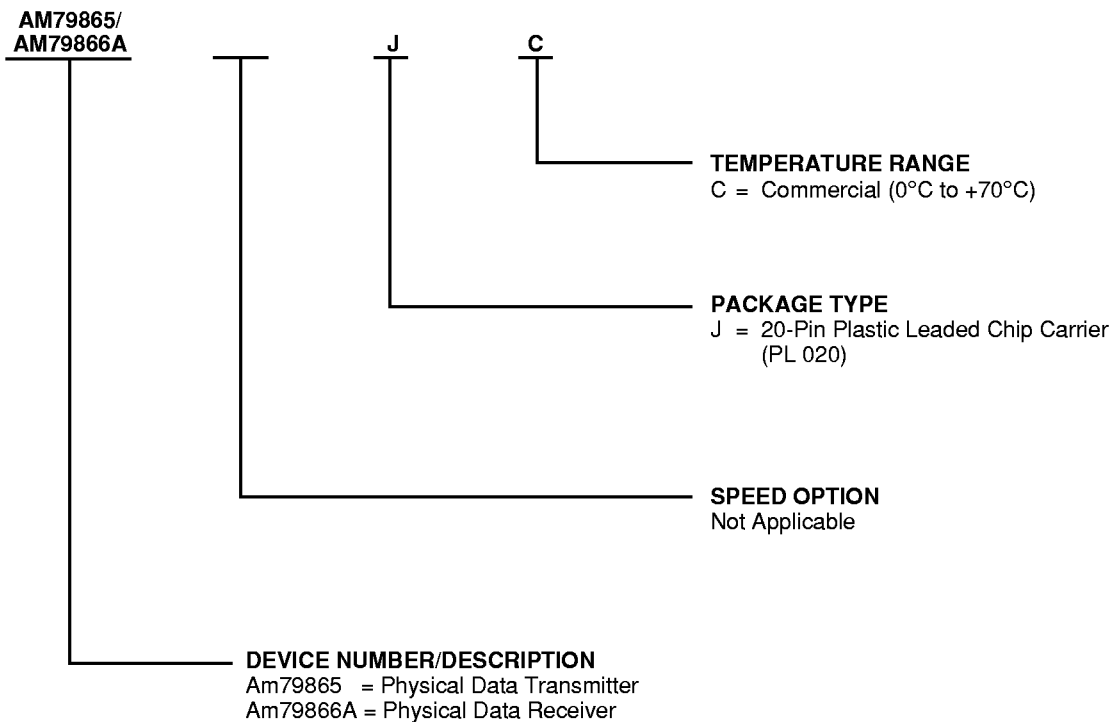 AM79865/
AM79866A
J
C
TEMPERATURE RANGE
C = Commercial (0°C to +70°C)
PACKAGE TYPE
J = 20-Pin Plastic Leaded Chip Carrier
(PL 020)
SPEED OPTION
Not Applicable
DEVICE NUMBER/DESCRIPTION
Am79865 = Physical Data Transmitter
Am79866A = Physical Data Receiver